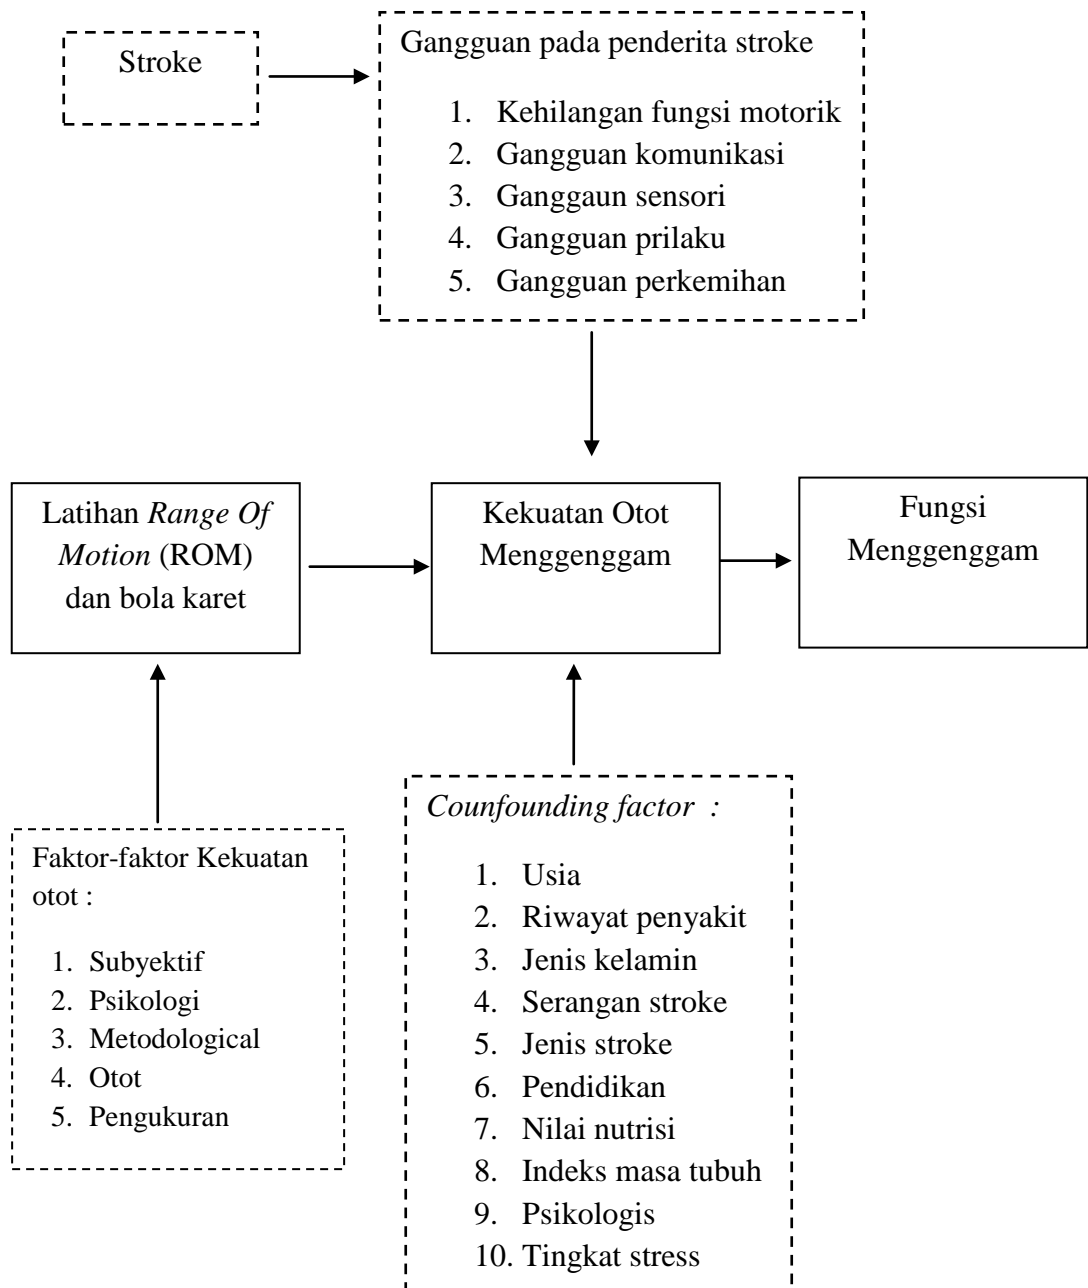 Stroke
Gangguan pada penderita stroke
1. Kehilangan fungsi motorik
2. Gangguan komunikasi
3. Ganggaun sensori
4. Gangguan prilaku
5. Gangguan perkemihan
Latihan Range Of
Motion (ROM)
dan bola karet
Kekuatan Otot
Menggenggam
Fungsi
Menggenggam
Faktor-faktor Kekuatan
otot :
1. Subyektif
2. Psikologi
3. Metodological
4. Otot
5. Pengukuran
Counfounding factor :
1. Usia
2. Riwayat penyakit
3. Jenis kelamin
4. Serangan stroke
5. Jenis stroke
6. Pendidikan
7. Nilai nutrisi
8. Indeks masa tubuh
9. Psikologis
10. Tingkat stress